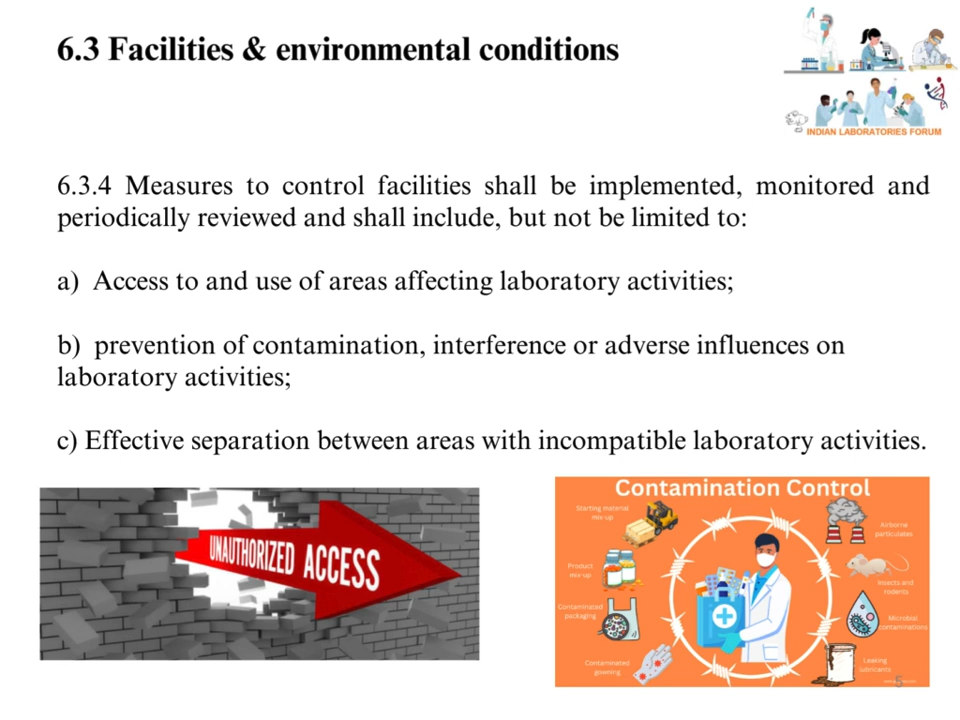 6.3 Facilities & environmental conditions
INDIAN LABORATORIES FORUM
6.3.4 Measures to control facilities shall be implemented, monitored and
periodically reviewed and shall include, but not be limited to:
a) Access to and use of areas affecting laboratory activities;
b) prevention of contamination, interference or adverse influences on
laboratory activities;
c) Effective separation between areas with incompatible laboratory activities.
UNAUTHORIZED ACCESS
Contamination Control
Starting material
mix-up
Airborne
particulates
Product
mix-up
Insects and
rodents
Contaminated
packaging
Microbial
contaminations
Contaminated
gowning
Leaking
lubricants
5